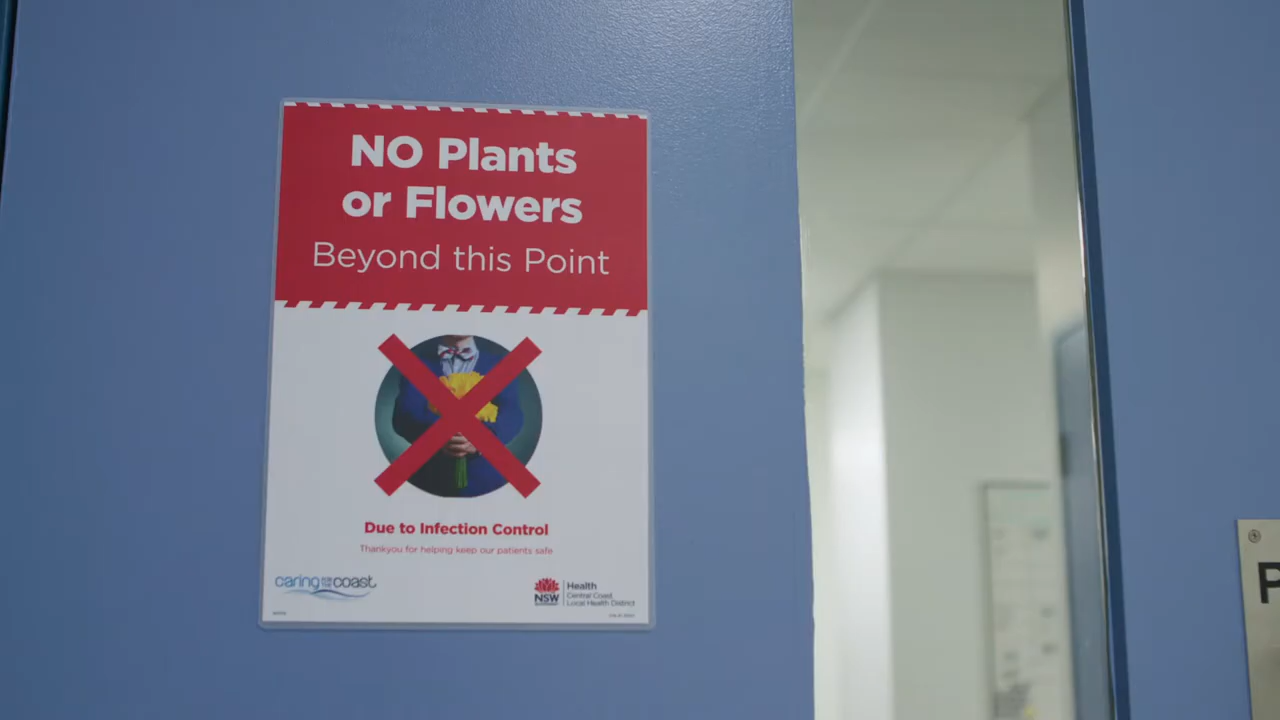 NO Plants
or Flowers
Beyond this Point
Due to Infection Control
Thankyou for helping keep our patients safe
caring FOR THE coast
NSW
Health
Central Coast
Local Health District
P